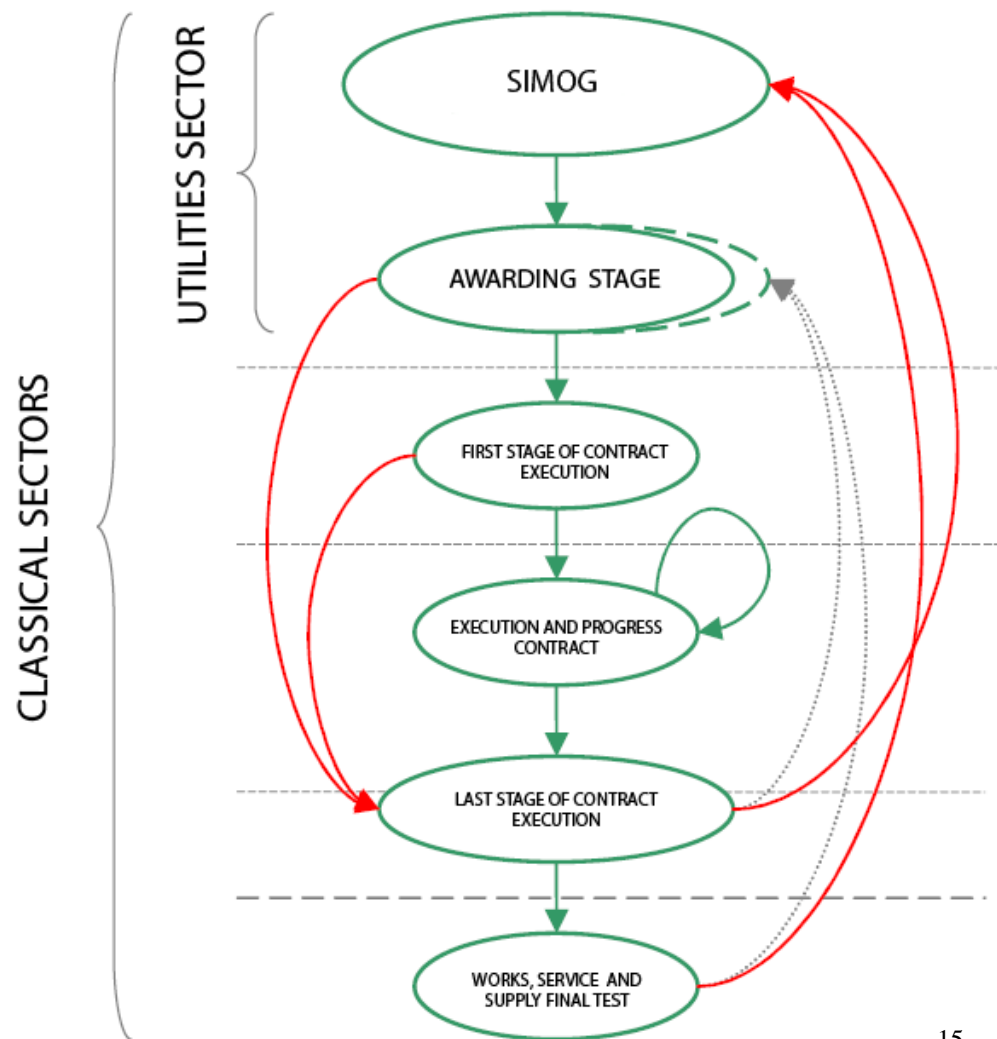 CLASSICAL SECTORS
UTILITIES SECTOR
SIMOG
AWARDING STAGE
FIRST STAGE OF CONTRACT
EXECUTION
EXECUTION AND PROGRESS
CONTRACT
LAST STAGE OF CONTRACT
EXECUTION
WORKS, SERVICE AND
SUPPLY FINAL TEST
15